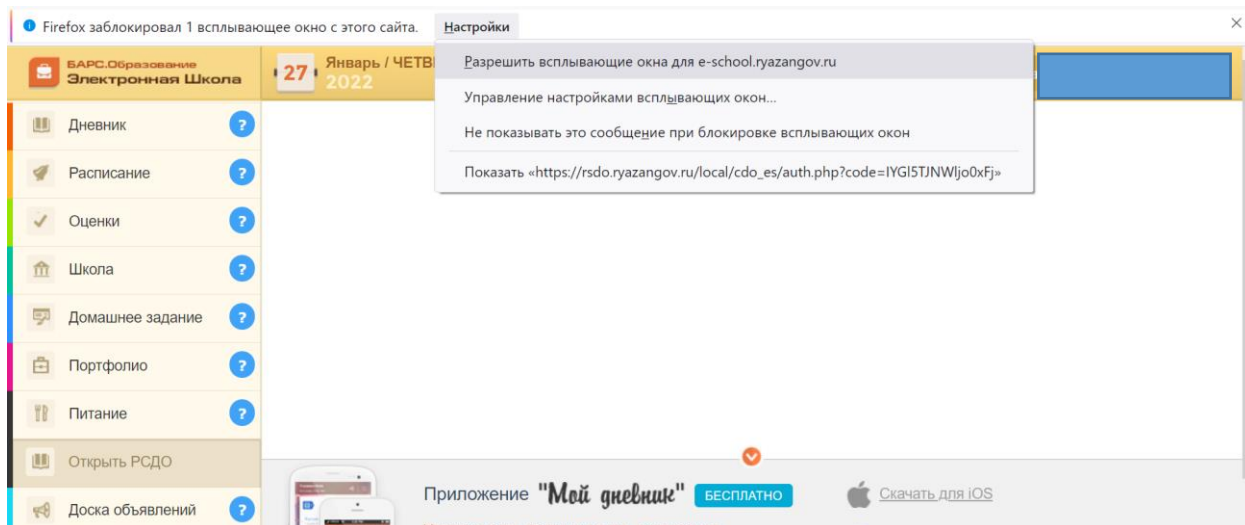 Firefox заблокировал 1 всплывающее окно с этого сайта. Настройки
Разрешить всплывающие окна для e-school.ryazangov.ru
Управление настройками всплывающих окон...
Не показывать это сообщение при блокировке всплывающих окон
Показать «https://rsdo.ryazangov.ru/local/cdo_es/auth.php?code=IYGl5TJNWljo0xFj»
БАРС.Образование
Электронная Школа
27 Январь / ЧЕТВ
2022
Дневник ?
Расписание ?
Оценки ?
Школа ?
Домашнее задание ?
Портфолио ?
Питание ?
Открыть РСДО
Доска объявлений ?
Приложение "Мой дневник" БЕСПЛАТНО Скачать для iOS